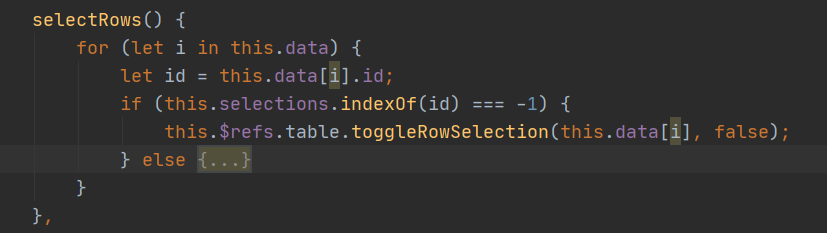 selectRows() {
for (let i in this.data) {
let id = this.data[i].id;
if (this.selections.indexOf(id) === -1) {
this.$refs.table.toggleRowSelection(this.data[i], false);
} else {...}
}
},